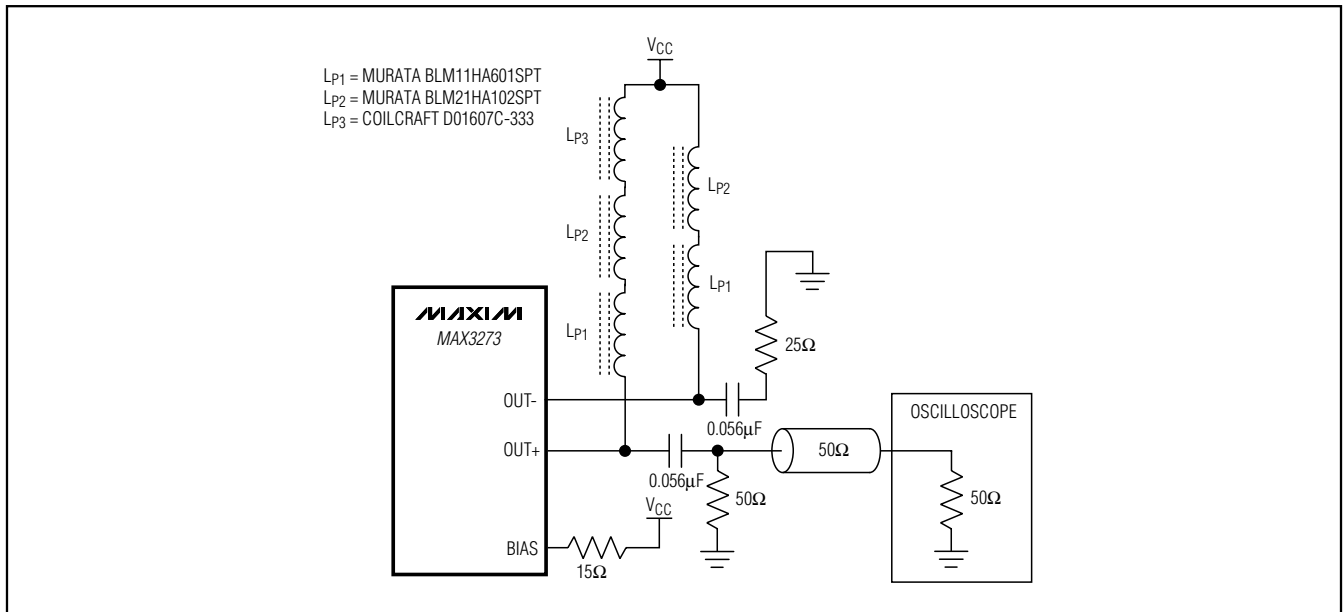 VCC
LP1 = MURATA BLM11HA601SPT
LP2 = MURATA BLM21HA102SPT
LP3 = COILCRAFT D01607C-333
LP3
LP2
LP2
LP1
LP1
MAXIM
MAX3273
25Ω
OUT-
0.056μF
OSCILLOSCOPE
OUT+
50Ω
0.056μF
50Ω
50Ω
VCC
BIAS
15Ω